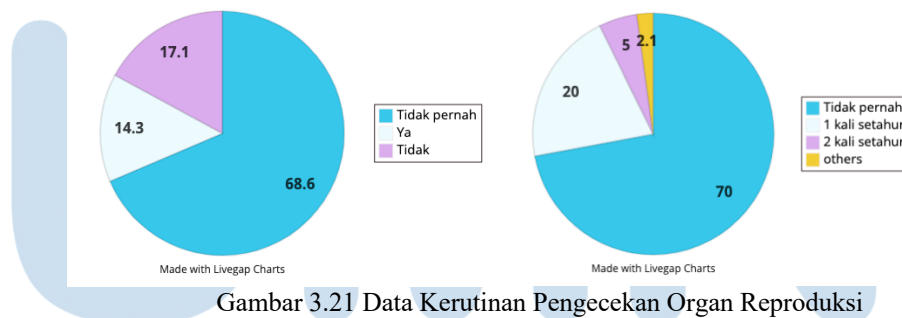 17.1
14.3
68.6
Tidak pernah
Ya
Tidak
Made with Livegap Charts
5
2.1
20
70
Tidak pernah
1 kali setahun
2 kali setahun
others
Made with Livegap Charts
Gambar 3.21 Data Kerutinan Pengecekan Organ Reproduksi